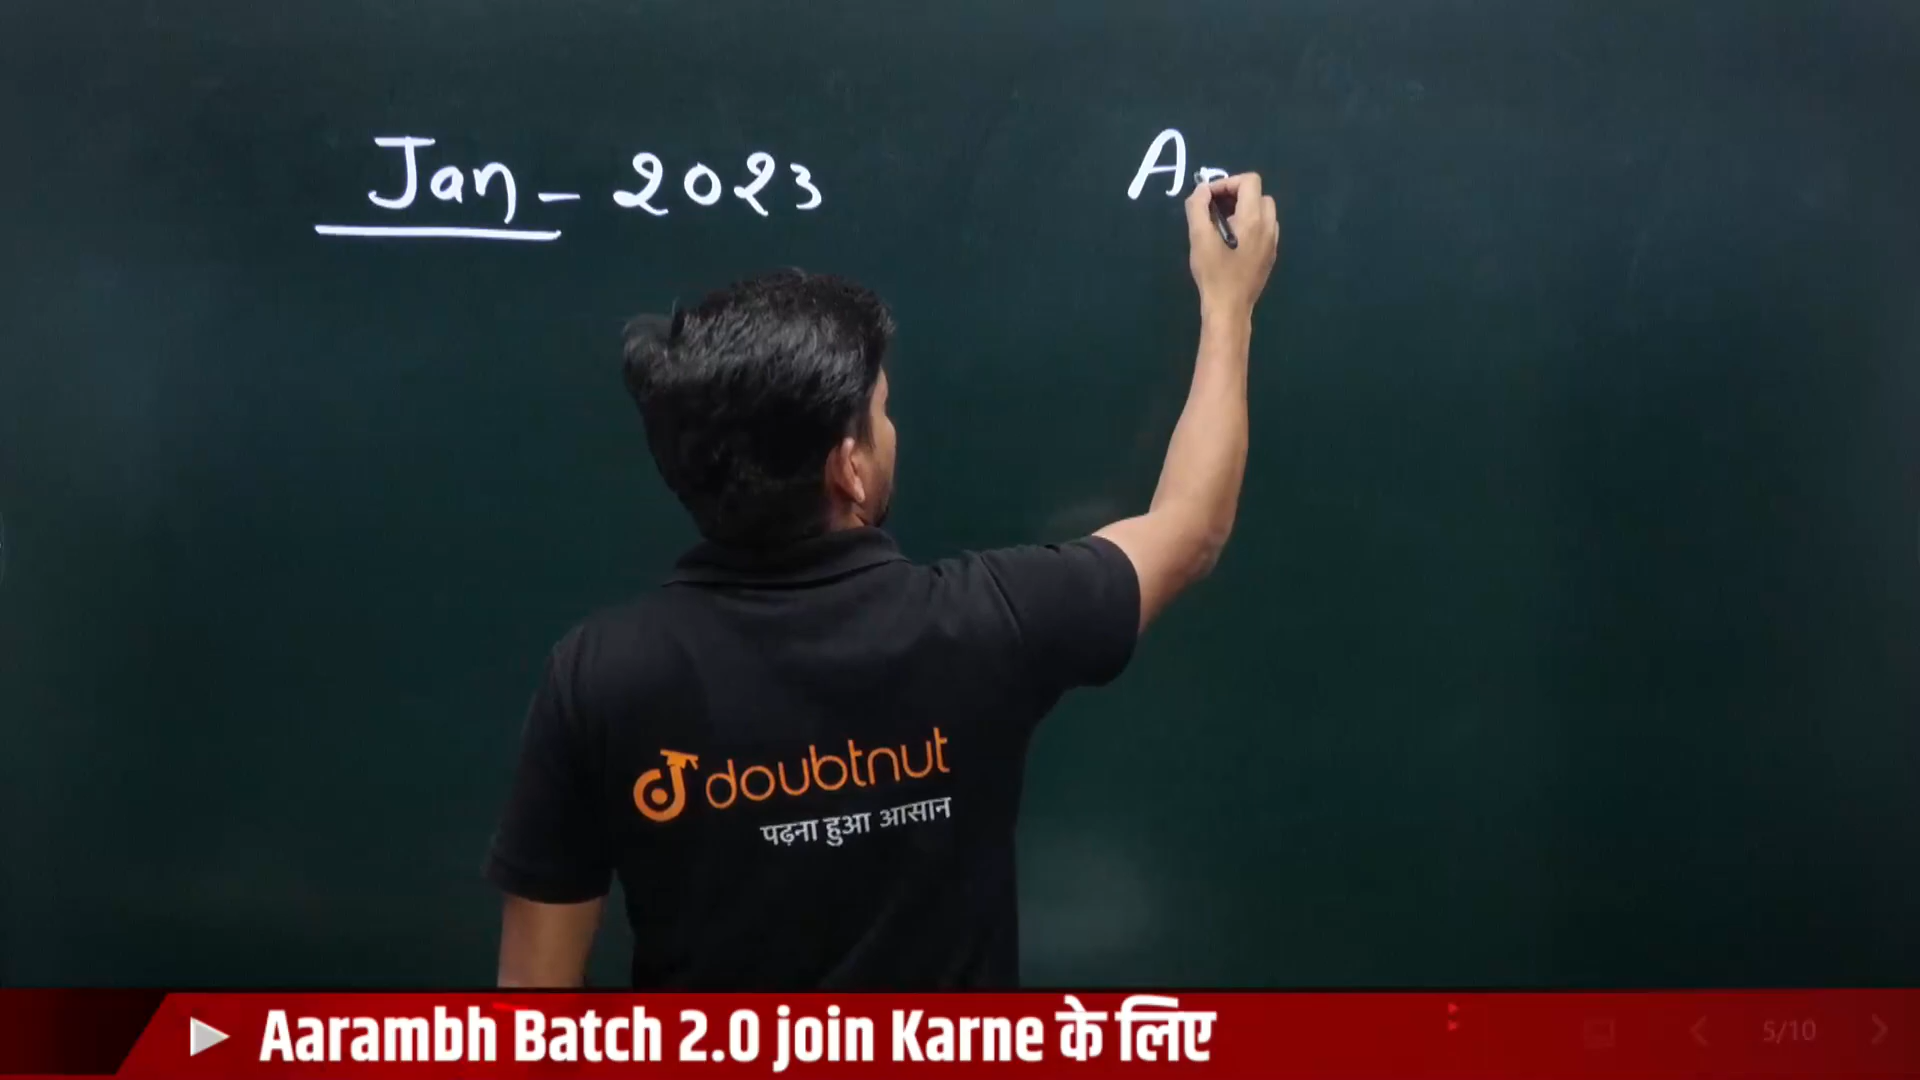 Jan - 2023
doubtnut
पढ़ना हुआ आसान
Aarambh Batch 2.0 join Karne के लिए
5/10